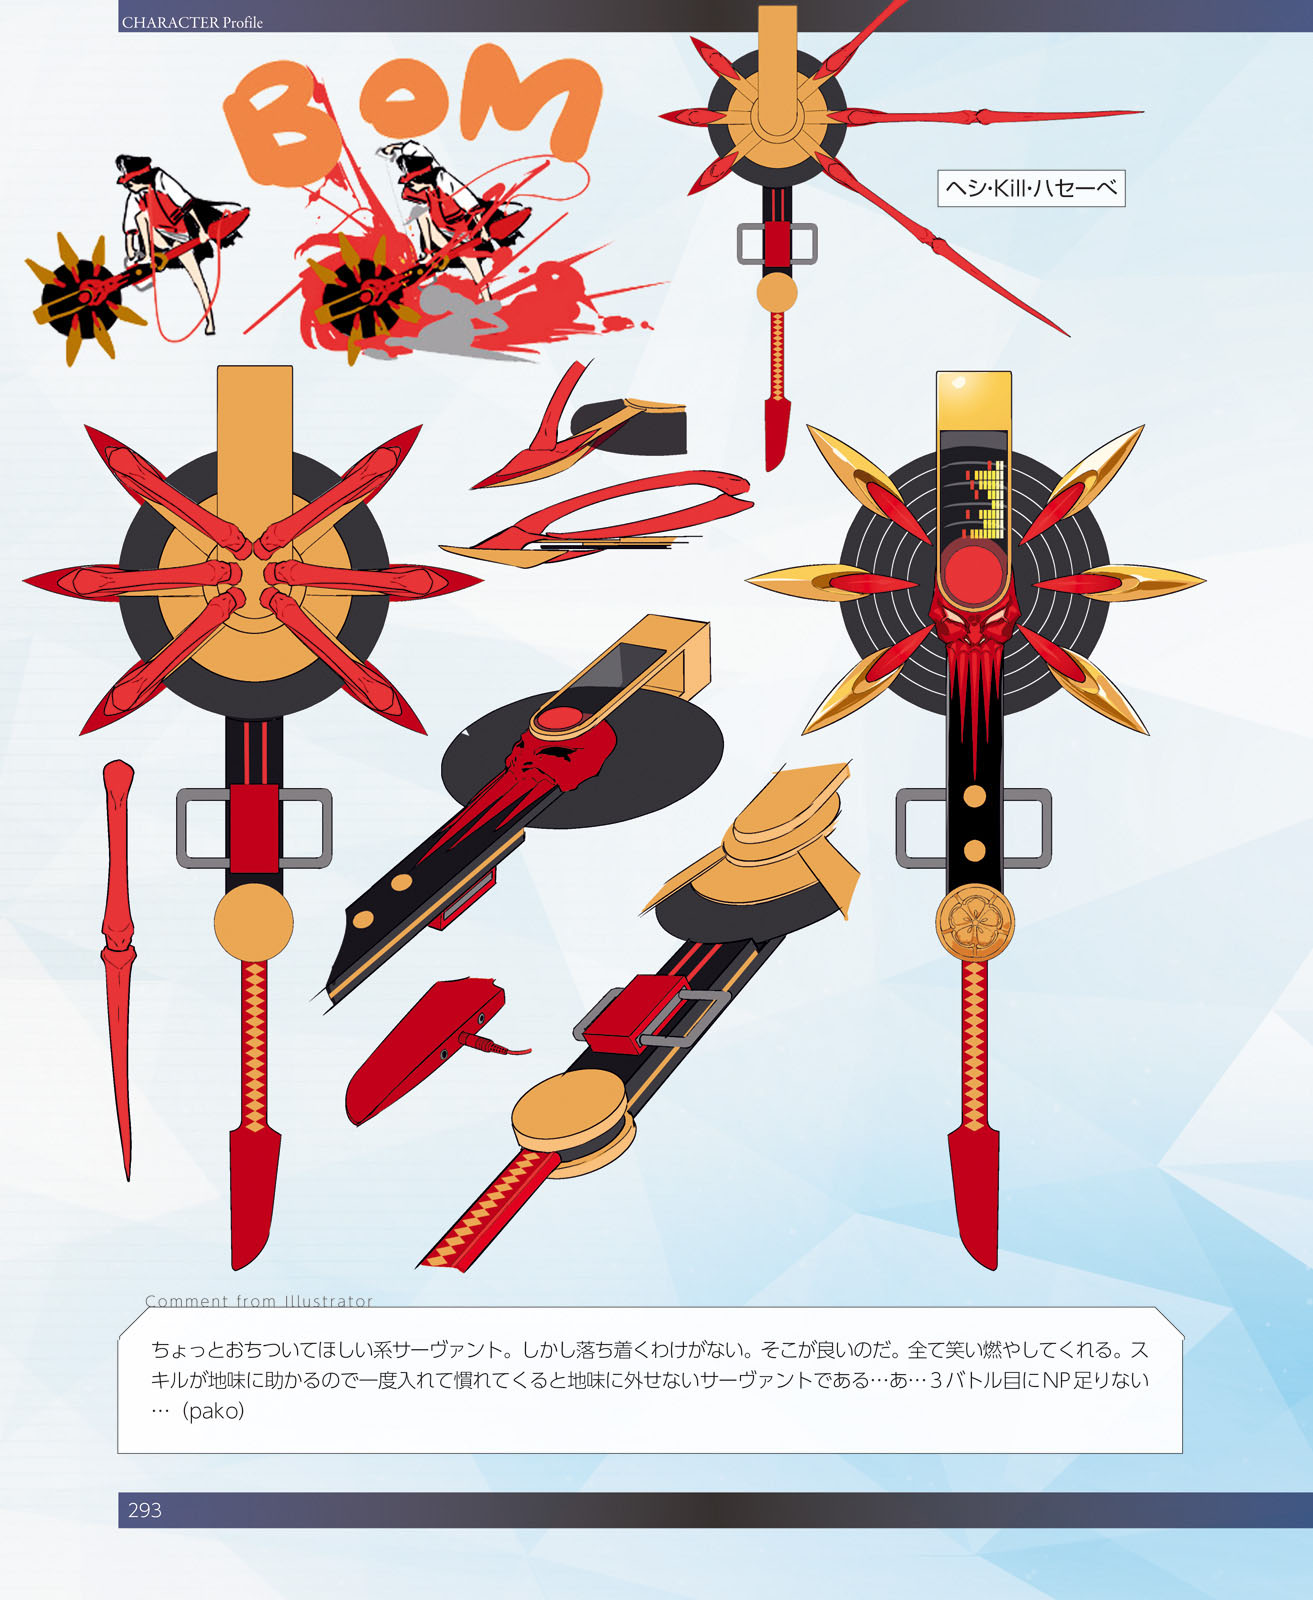 CHARACTER Profile
BOM
ヘシ・Kill・ハセーベ
Comment from Illustrator
ちょっとおちついてほしい系サーヴァント。しかし落ち着くわけがない。そこが良いのだ。全て笑い燃やしてくれる。ス
キルが地味に助かるので一度入れて慣れてくると地味に外せないサーヴァントである…あ…３バトル目にNP足りない
…（pako）
293